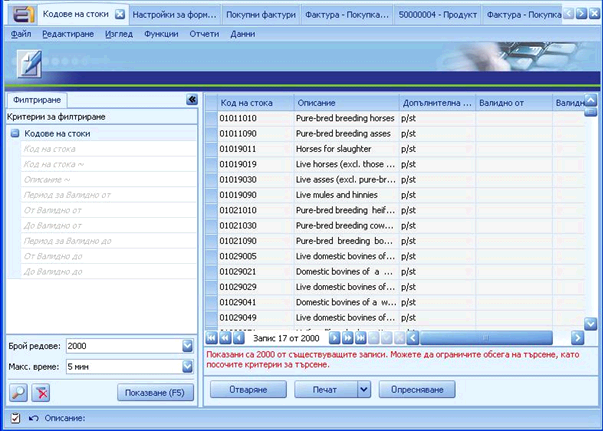 Кодове на стоки
Настройки за форм...
Покупни фактури
Фактура - Покупка...
50000004 - Продукт
Фактура - Покупка
Файл Редактиране Изглед Функции Отчети Данни
Филтриране
Критерии за филтриране
Кодове на стоки
Код на стока
Код на стока ~
Описание ~
Период за Валидно от
От Валидно от
До Валидно от
Период за Валидно до
От Валидно до
До Валидно до
Брой редове: 2000
Макс. време: 5 мин
Показване (F5)
Код на стока Описание Допълнителна ... Валидно от Валидн
01011010 Pure-bred breeding horses p/st
01011090 Pure-bred breeding asses p/st
01019011 Horses for slaughter p/st
01019019 Live horses (excl. those ... p/st
01019030 Live asses (excl. pure-br... p/st
01019090 Live mules and hinnies p/st
01021010 Pure-bred breeding heif... p/st
01021030 Pure-bred breeding cow... p/st
01021090 Pure-bred breeding bo... p/st
01029005 Live domestic bovines of... p/st
01029021 Domestic bovines of a ... p/st
01029029 Live domestic bovines of... p/st
01029041 Domestic bovines of a w... p/st
01029049 Live domestic bovines of... p/st
Запис 17 от 2000
Показани са 2000 от съществуващите записи. Можете да ограничите обсега на търсене, като
посочите критерии за търсене.
Отваряне Печат Опресняване
Описание: